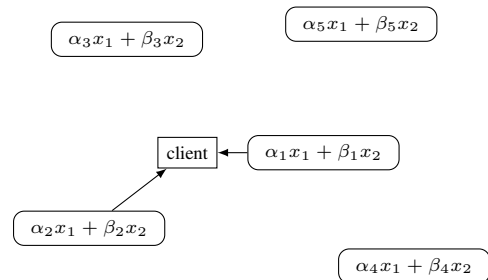 α₅x₁ + β₅x₂
α₃x₁ + β₃x₂
client
α₁x₁ + β₁x₂
α₂x₁ + β₂x₂
α₄x₁ + β₄x₂